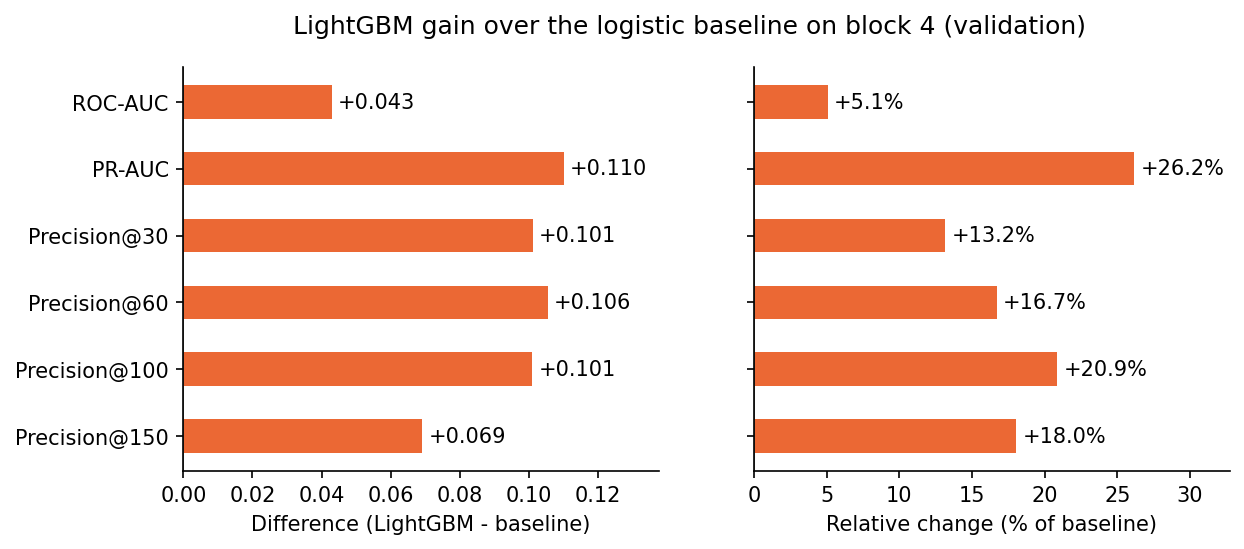 LightGBM gain over the logistic baseline on block 4 (validation)
ROC-AUC
+0.043
PR-AUC
+0.110
Precision@30
+0.101
Precision@60
+0.106
Precision@100
+0.101
Precision@150
+0.069
0.00 0.02 0.04 0.06 0.08 0.10 0.12
Difference (LightGBM - baseline)
+5.1%
+26.2%
+13.2%
+16.7%
+20.9%
+18.0%
0 5 10 15 20 25 30
Relative change (% of baseline)